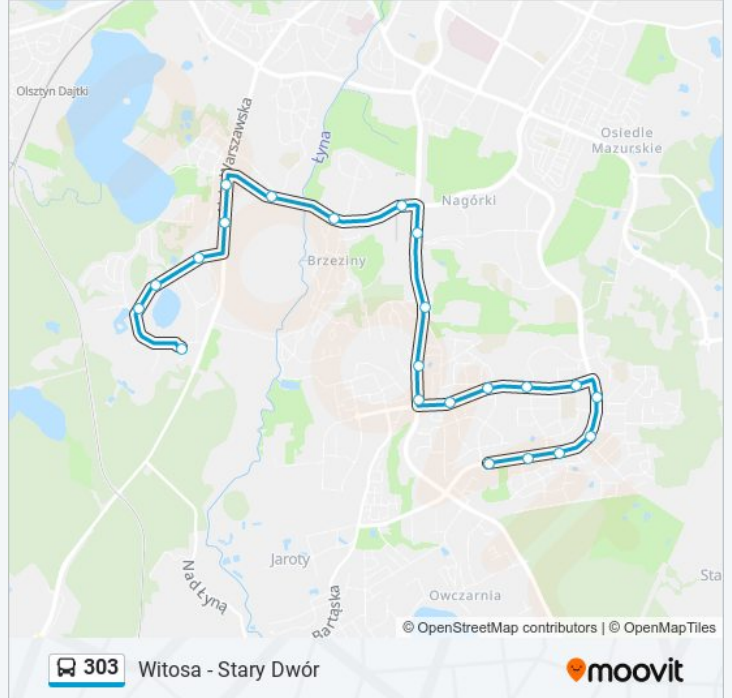 Olsztyn Dajtki
Warszawska
Łyna
Osiedle
Mazurskie
Nagórki
Brzeziny
Jaroty
Nad Łyną
Bartąska
Owczarnia
Sta
© OpenStreetMap contributors | © OpenMapTiles
303 Witosa - Stary Dwór
moovit